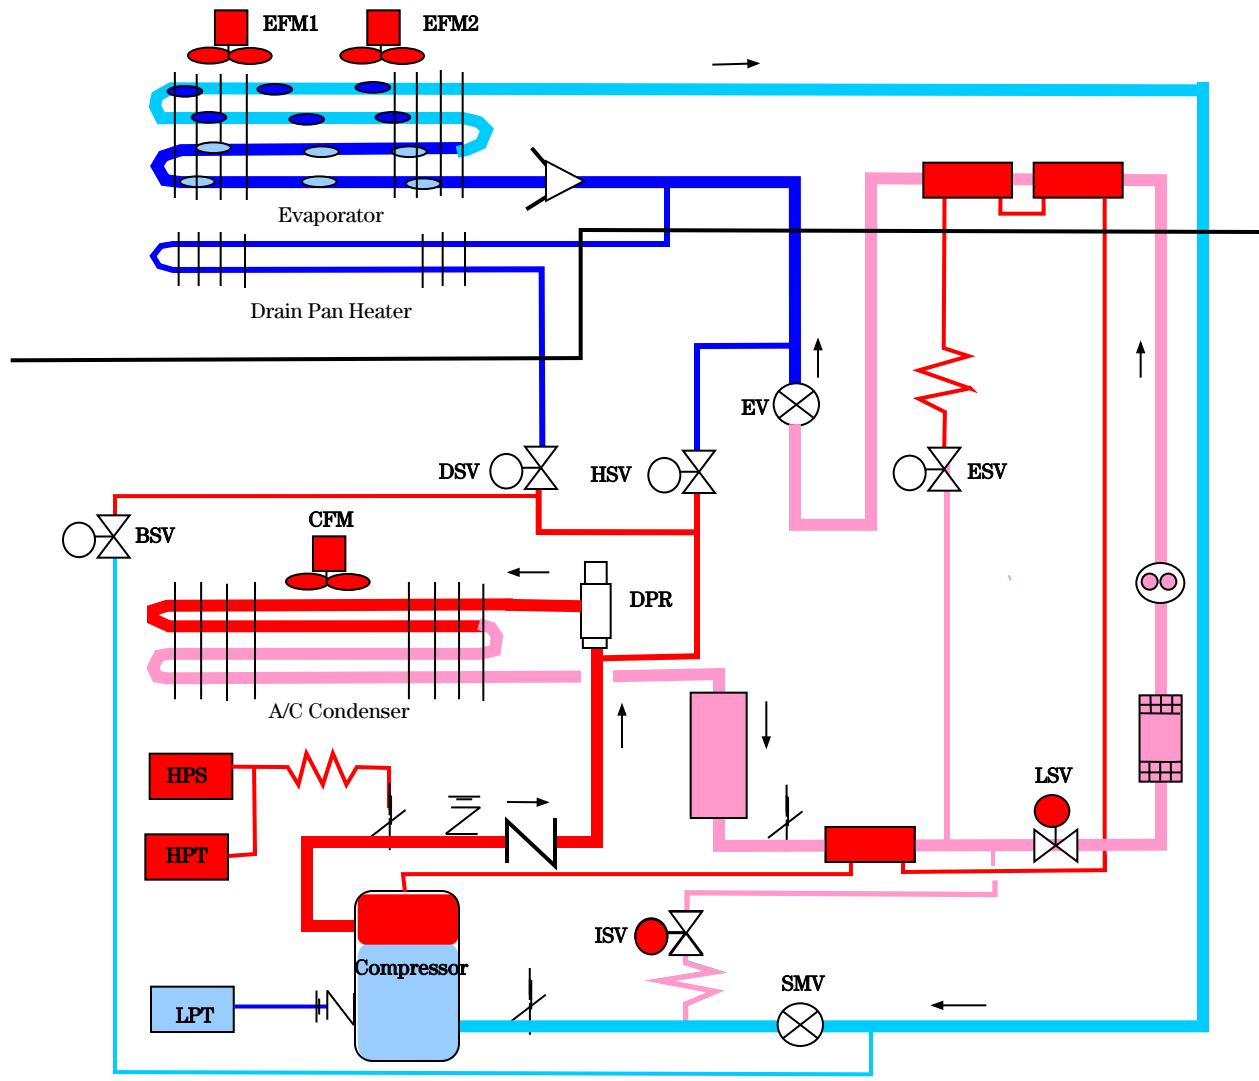 EFM1
EFM2
Evaporator
Drain Pan Heater
EV
DSV
HSV
ESV
BSV
CFM
DPR
A/C Condenser
HPS
LSV
HPT
ISV
Compressor
SMV
LPT